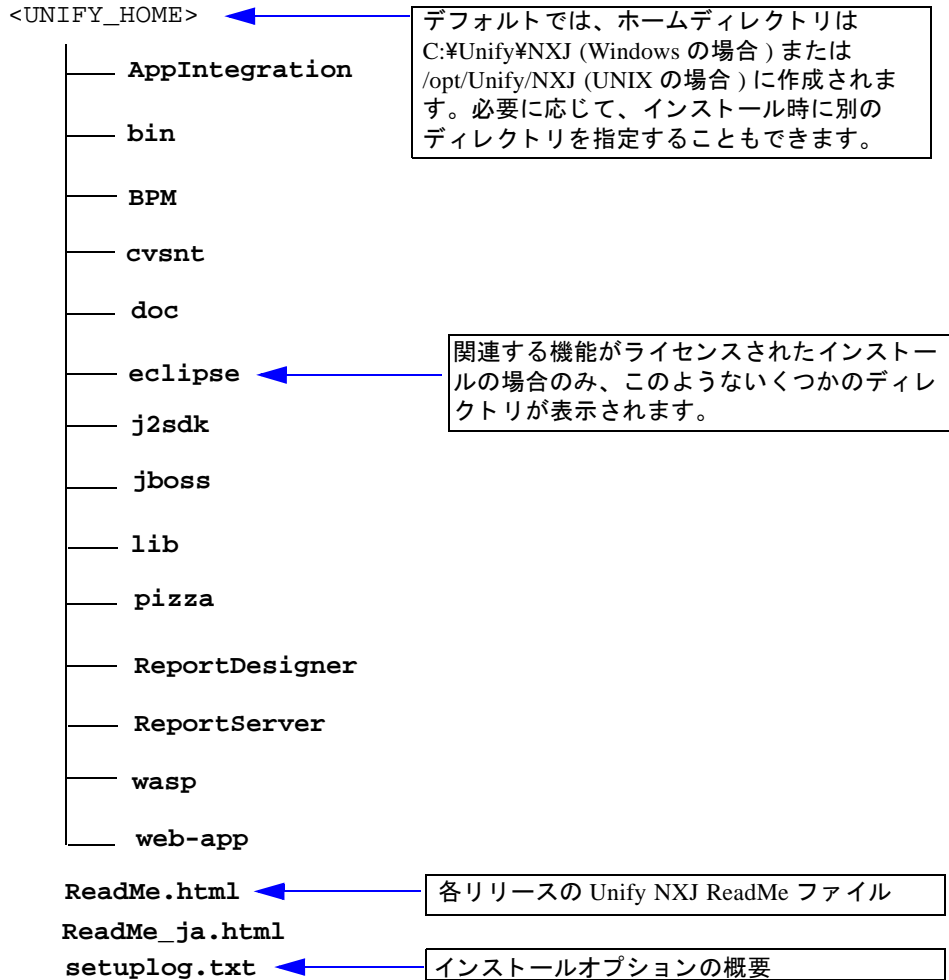 <UNIFY_HOME>
デフォルトでは、ホームディレクトリは
C:¥Unify¥NXJ (Windows の場合 ) または
/opt/Unify/NXJ (UNIX の場合 ) に作成されま
す。必要に応じて、インストール時に別の
ディレクトリを指定することもできます。
AppIntegration
bin
BPM
cvsnt
doc
eclipse
関連する機能がライセンスされたインストー
ルの場合のみ、このようないくつかのディレ
クトリが表示されます。
j2sdk
jboss
lib
pizza
ReportDesigner
ReportServer
wasp
web-app
ReadMe.html
各リリースの Unify NXJ ReadMe ファイル
ReadMe_ja.html
setuplog.txt
インストールオプションの概要